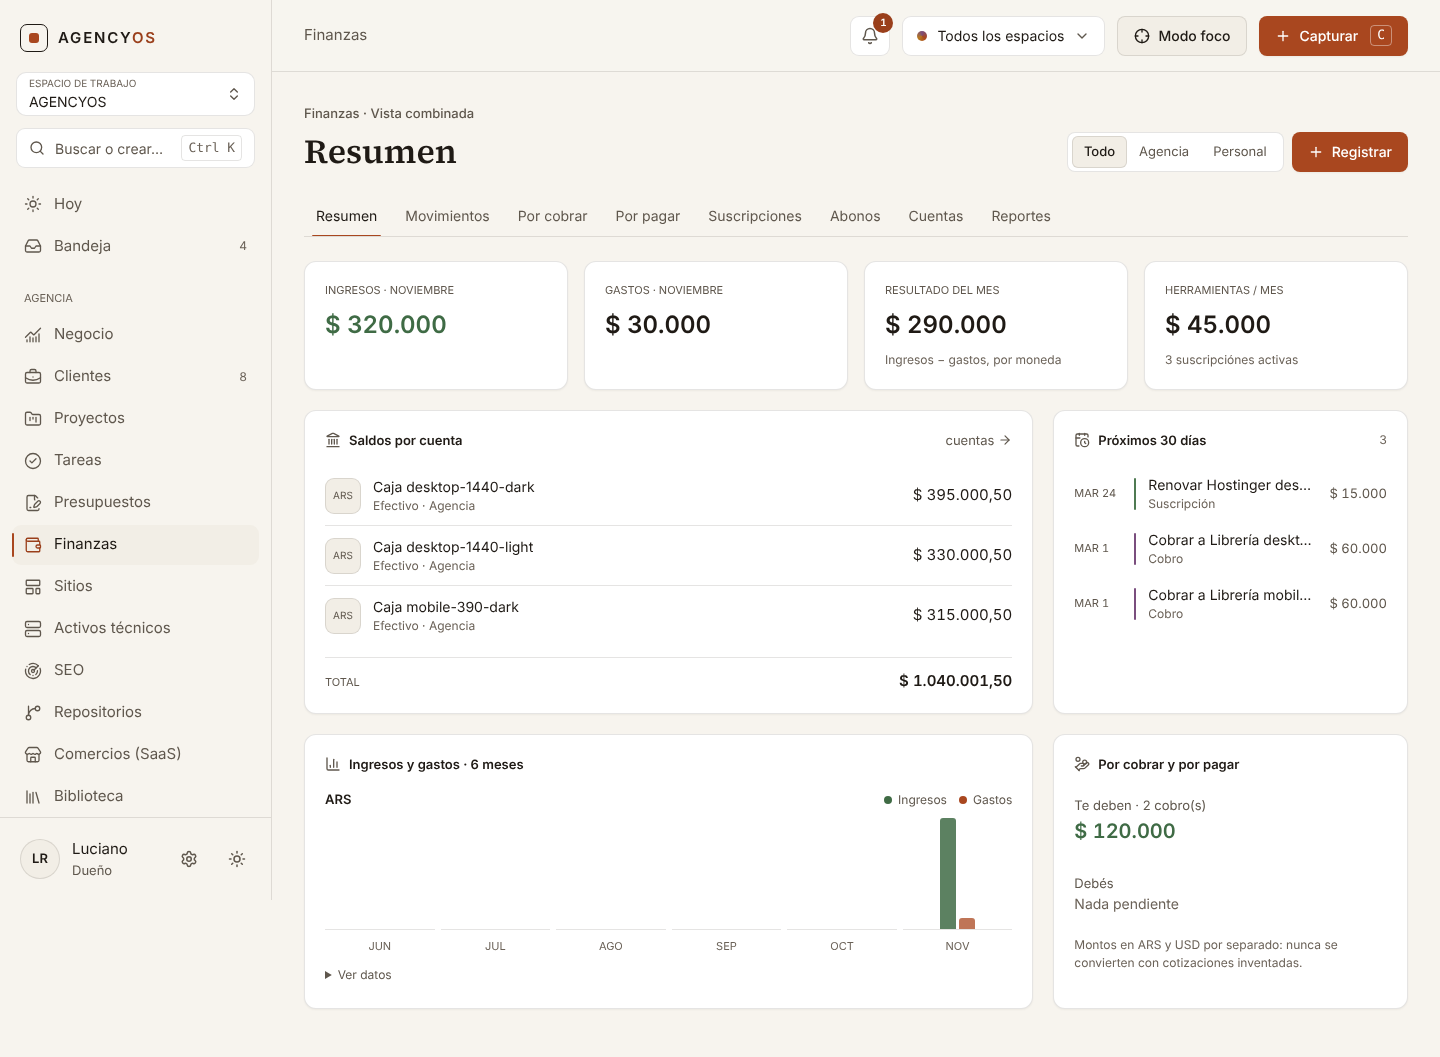 AGENCYOS
ESPACIO DE TRABAJO
AGENCYOS
Buscar o crear... Ctrl K
Hoy
Bandeja 4
AGENCIA
Negocio
Clientes 8
Proyectos
Tareas
Presupuestos
Finanzas
Sitios
Activos técnicos
SEO
Repositorios
Comercios (SaaS)
Biblioteca
LR
Luciano
Dueño
Finanzas
1
Todos los espacios
Modo foco
Capturar C
Finanzas · Vista combinada
Resumen
Todo Agencia Personal
Registrar
Resumen Movimientos Por cobrar Por pagar Suscripciones Abonos Cuentas Reportes
INGRESOS · NOVIEMBRE
$ 320.000
GASTOS · NOVIEMBRE
$ 30.000
RESULTADO DEL MES
$ 290.000
Ingresos − gastos, por moneda
HERRAMIENTAS / MES
$ 45.000
3 suscripciónes activas
Saldos por cuenta cuentas →
ARS
Caja desktop-1440-dark
Efectivo · Agencia
$ 395.000,50
ARS
Caja desktop-1440-light
Efectivo · Agencia
$ 330.000,50
ARS
Caja mobile-390-dark
Efectivo · Agencia
$ 315.000,50
TOTAL $ 1.040.001,50
Próximos 30 días 3
MAR 24
Renovar Hostinger des...
Suscripción
$ 15.000
MAR 1
Cobrar a Librería deskt...
Cobro
$ 60.000
MAR 1
Cobrar a Librería mobil...
Cobro
$ 60.000
Ingresos y gastos · 6 meses
ARS
Ingresos Gastos
JUN JUL AGO SEP OCT NOV
Ver datos
Por cobrar y por pagar
Te deben · 2 cobro(s)
$ 120.000
Debés
Nada pendiente
Montos en ARS y USD por separado: nunca se
convierten con cotizaciones inventadas.